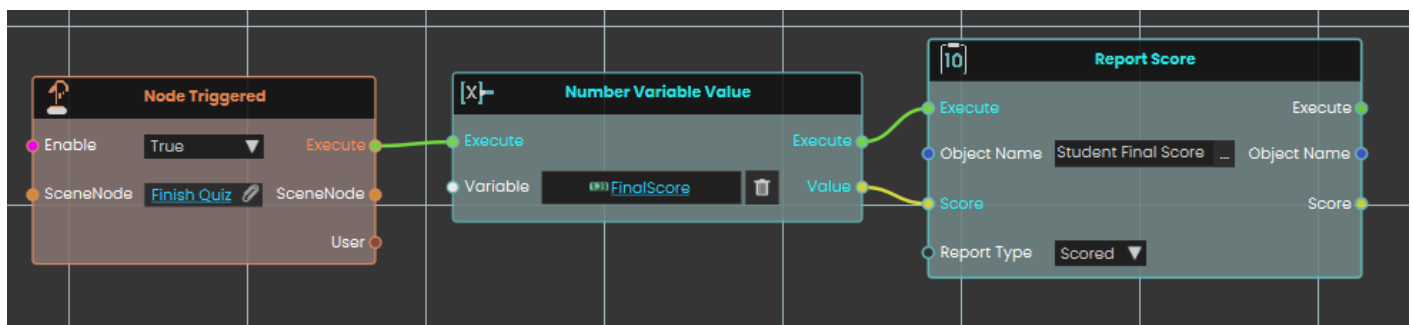 Node Triggered
Enable True Execute
SceneNode Finish Quiz SceneNode
User
[X] Number Variable Value
Execute Execute
Variable FinalScore Value
10 Report Score
Execute Execute
Object Name Student Final Score ... Object Name
Score Score
Report Type Scored